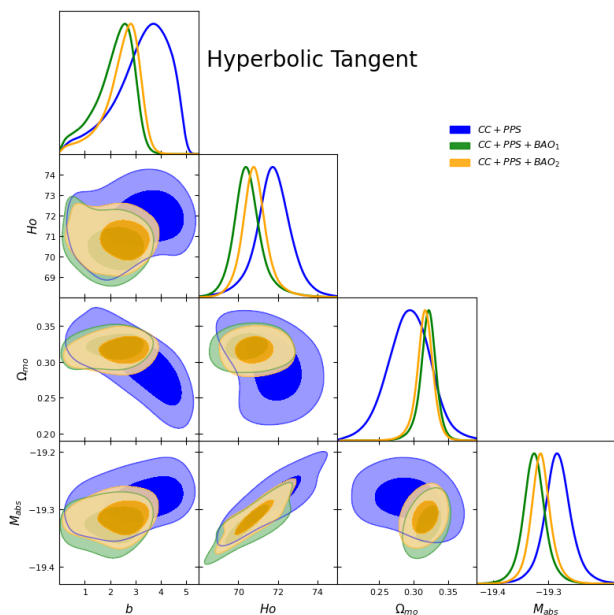 Hyperbolic Tangent
CC+PPS
CC+PPS+BAO₁
CC+PPS+BAO₂
74
73
72
71
70
69
Ho
0.35
0.30
0.25
0.20
Ωmo
−19.2
−19.3
−19.4
Mabs
1 2 3 4 5
70 72 74
0.25 0.30 0.35
−19.4 −19.3
b
Ho
Ωmo
Mabs